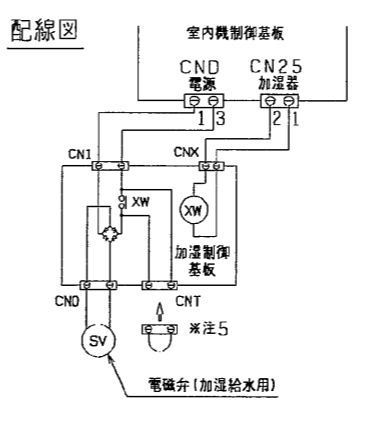 配線図
室内機制御基板
CND CN25
電源 加湿器
1 3 2 1
CN1 CNX
XW XW
加湿制御
基板
CNO CNT
※注5
SV
電磁弁(加湿給水用)